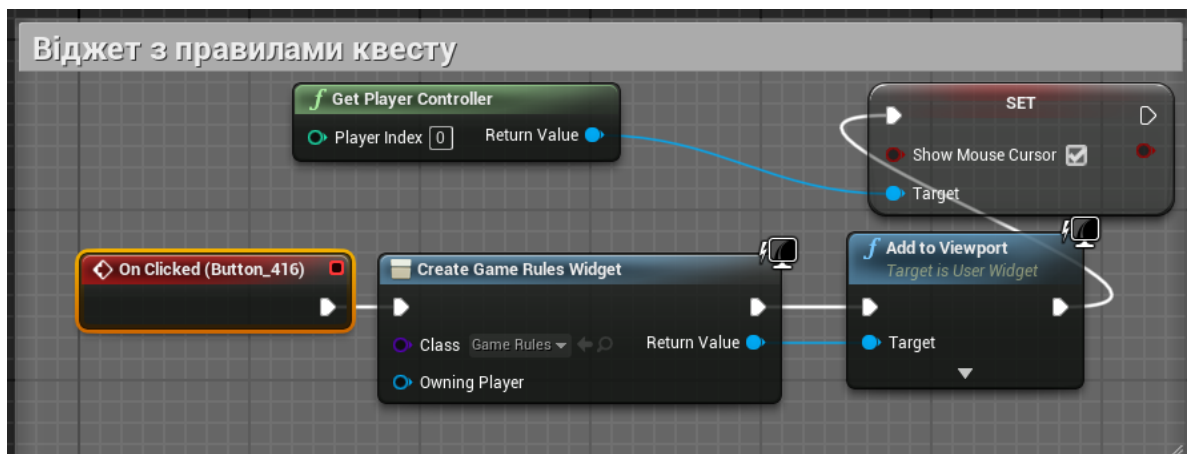 Віджет з правилами квесту
Get Player Controller
Player Index 0 Return Value
SET
Show Mouse Cursor
Target
On Clicked (Button_416)
Create Game Rules Widget
Class Game Rules Return Value
Owning Player
Add to Viewport
Target is User Widget
Target